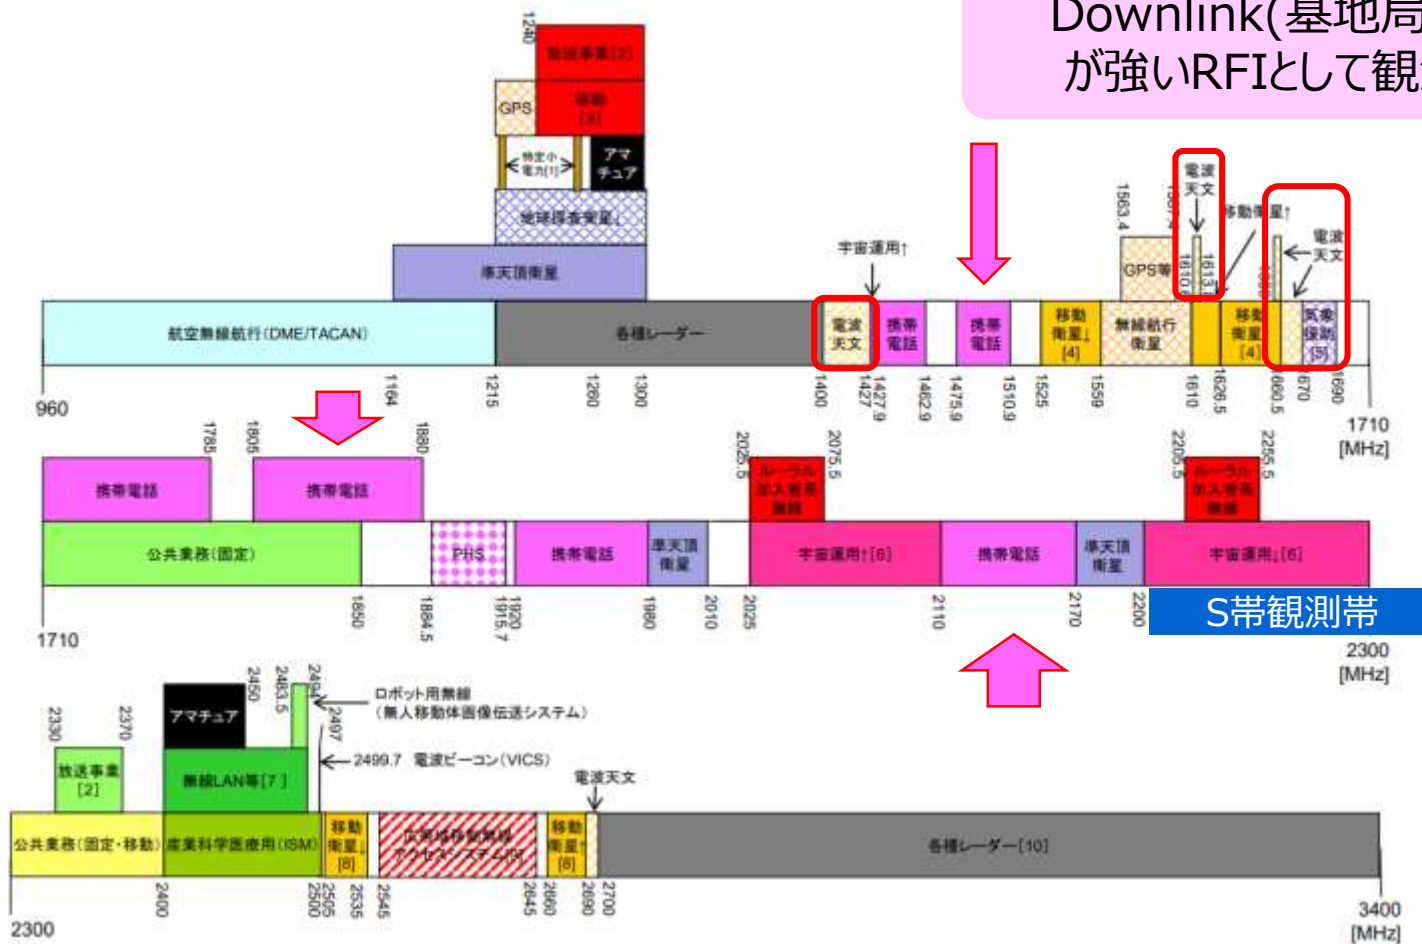 Downlink(基地局
が強いRFIとして観
1240
放送事業[2]
GPS
移動
[3]
特定小
電力[1]
アマ
チュア
地球探査衛星↓
準天頂衛星
航空無線航行(DME/TACAN)
各種レーダー
宇宙運用↑
電波
天文
携帯
電話
携帯
電話
移動
衛星↓
[4]
1563.4
GPS等
無線航行
衛星
電波
天文
1610.
1613.8
移動衛星↑
移動
衛星↑
[4]
電波
天文
気象
援助
[5]
960
1164
1215
1260
1300
1400
1427
1427.9
1462.9
1475.9
1510.9
1525
1559
1610
1626.5
1660.5
1670
1690
1710
[MHz]
1785
1805
1880
2025.5
2075.5
2205.5
2255.5
携帯電話
携帯電話
ルーラル
加入者系
無線
ルーラル
加入者系
無線
公共業務(固定)
PHS
携帯電話
準天頂
衛星
宇宙運用↑[6]
携帯電話
準天頂
衛星
宇宙運用↓[6]
1710
1850
1884.5
1915.7
1920
1980
2010
2025
2110
2170
2200
S帯観測帯
2300
[MHz]
2330
2370
2450
2483.5
2494
2497
ロボット用無線
(無人移動体画像伝送システム)
2499.7 電波ビーコン(VICS)
アマチュア
放送事業
[2]
無線LAN等[7]
電波天文
公共業務(固定・移動)
産業科学医療用(ISM)
移動
衛星↓
[8]
広帯域移動無線
アクセスシステム[9]
移動
衛星↑
[8]
各種レーダー[10]
2300
2400
2500
2505
2535
2545
2645
2660
2690
2700
3400
[MHz]